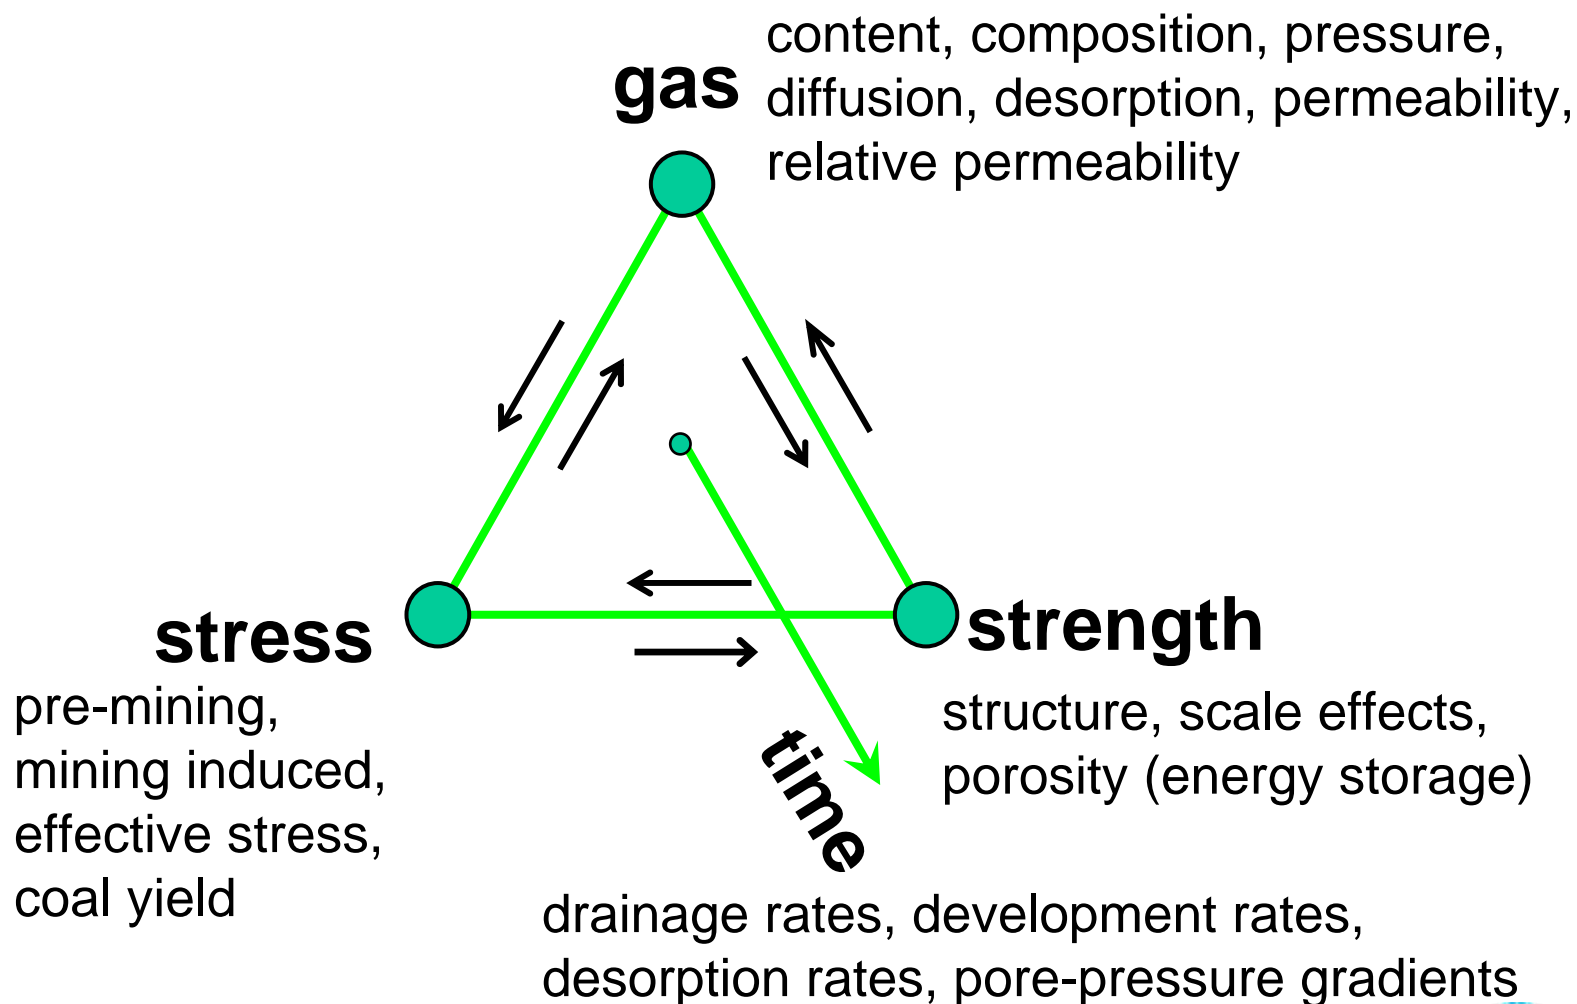 gas
content, composition, pressure,
diffusion, desorption, permeability,
relative permeability
stress
pre-mining,
mining induced,
effective stress,
coal yield
strength
structure, scale effects,
porosity (energy storage)
time
drainage rates, development rates,
desorption rates, pore-pressure gradients